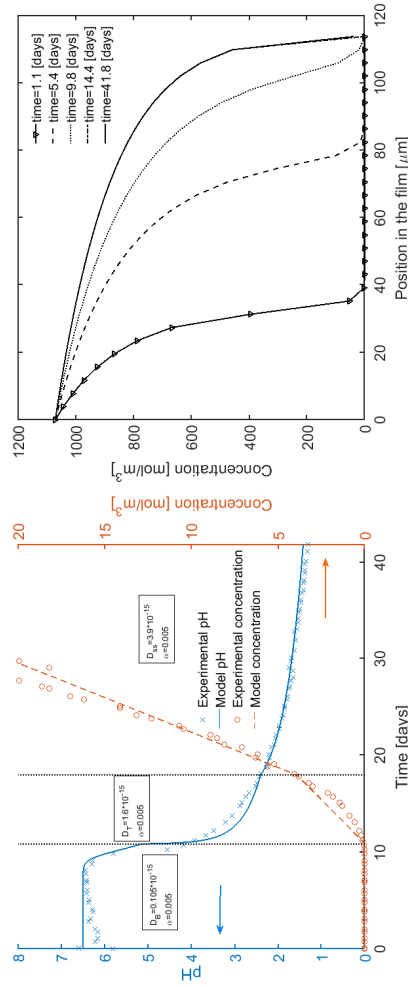 7
6
5
4
3
2
1
pH
D_B=0.105*10^-15
α=0.005
D_T=1.6*10^-15
α=0.005
D_ss=3.9*10^-15
α=0.005
Experimental pH
Model pH
Experimental concentration
Model concentration
20
15
10
5
0
Concentration [mol/m³]
0
10
20
30
40
Time [days]
1200
1000
800
600
400
200
0
Concentration [mol/m³]
time=1.1 [days]
time=5.4 [days]
time=9.8 [days]
time=14.4 [days]
time=41.8 [days]
0
20
40
60
80
100
120
Position in the film [μm]